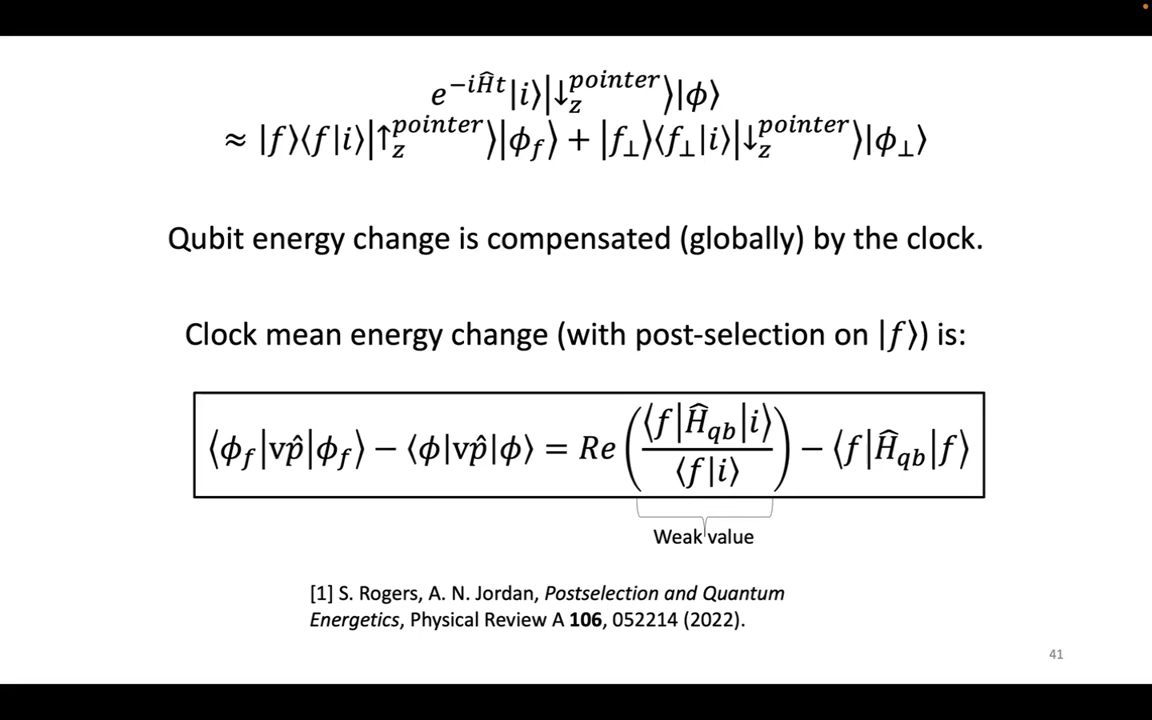 e^{-iĤt}|i⟩|↓_z^{pointer}⟩|ϕ⟩
≈ |f⟩⟨f|i⟩|↑_z^{pointer}⟩|ϕ_f⟩ + |f_⊥⟩⟨f_⊥|i⟩|↓_z^{pointer}⟩|ϕ_⊥⟩
Qubit energy change is compensated (globally) by the clock.
Clock mean energy change (with post-selection on |f⟩) is:
⟨ϕ_f|vp̂|ϕ_f⟩ − ⟨ϕ|vp̂|ϕ⟩ = Re(⟨f|Ĥ_{qb}|i⟩/⟨f|i⟩) − ⟨f|Ĥ_{qb}|f⟩
Weak value
[1] S. Rogers, A. N. Jordan, Postselection and Quantum
Energetics, Physical Review A 106, 052214 (2022).
41